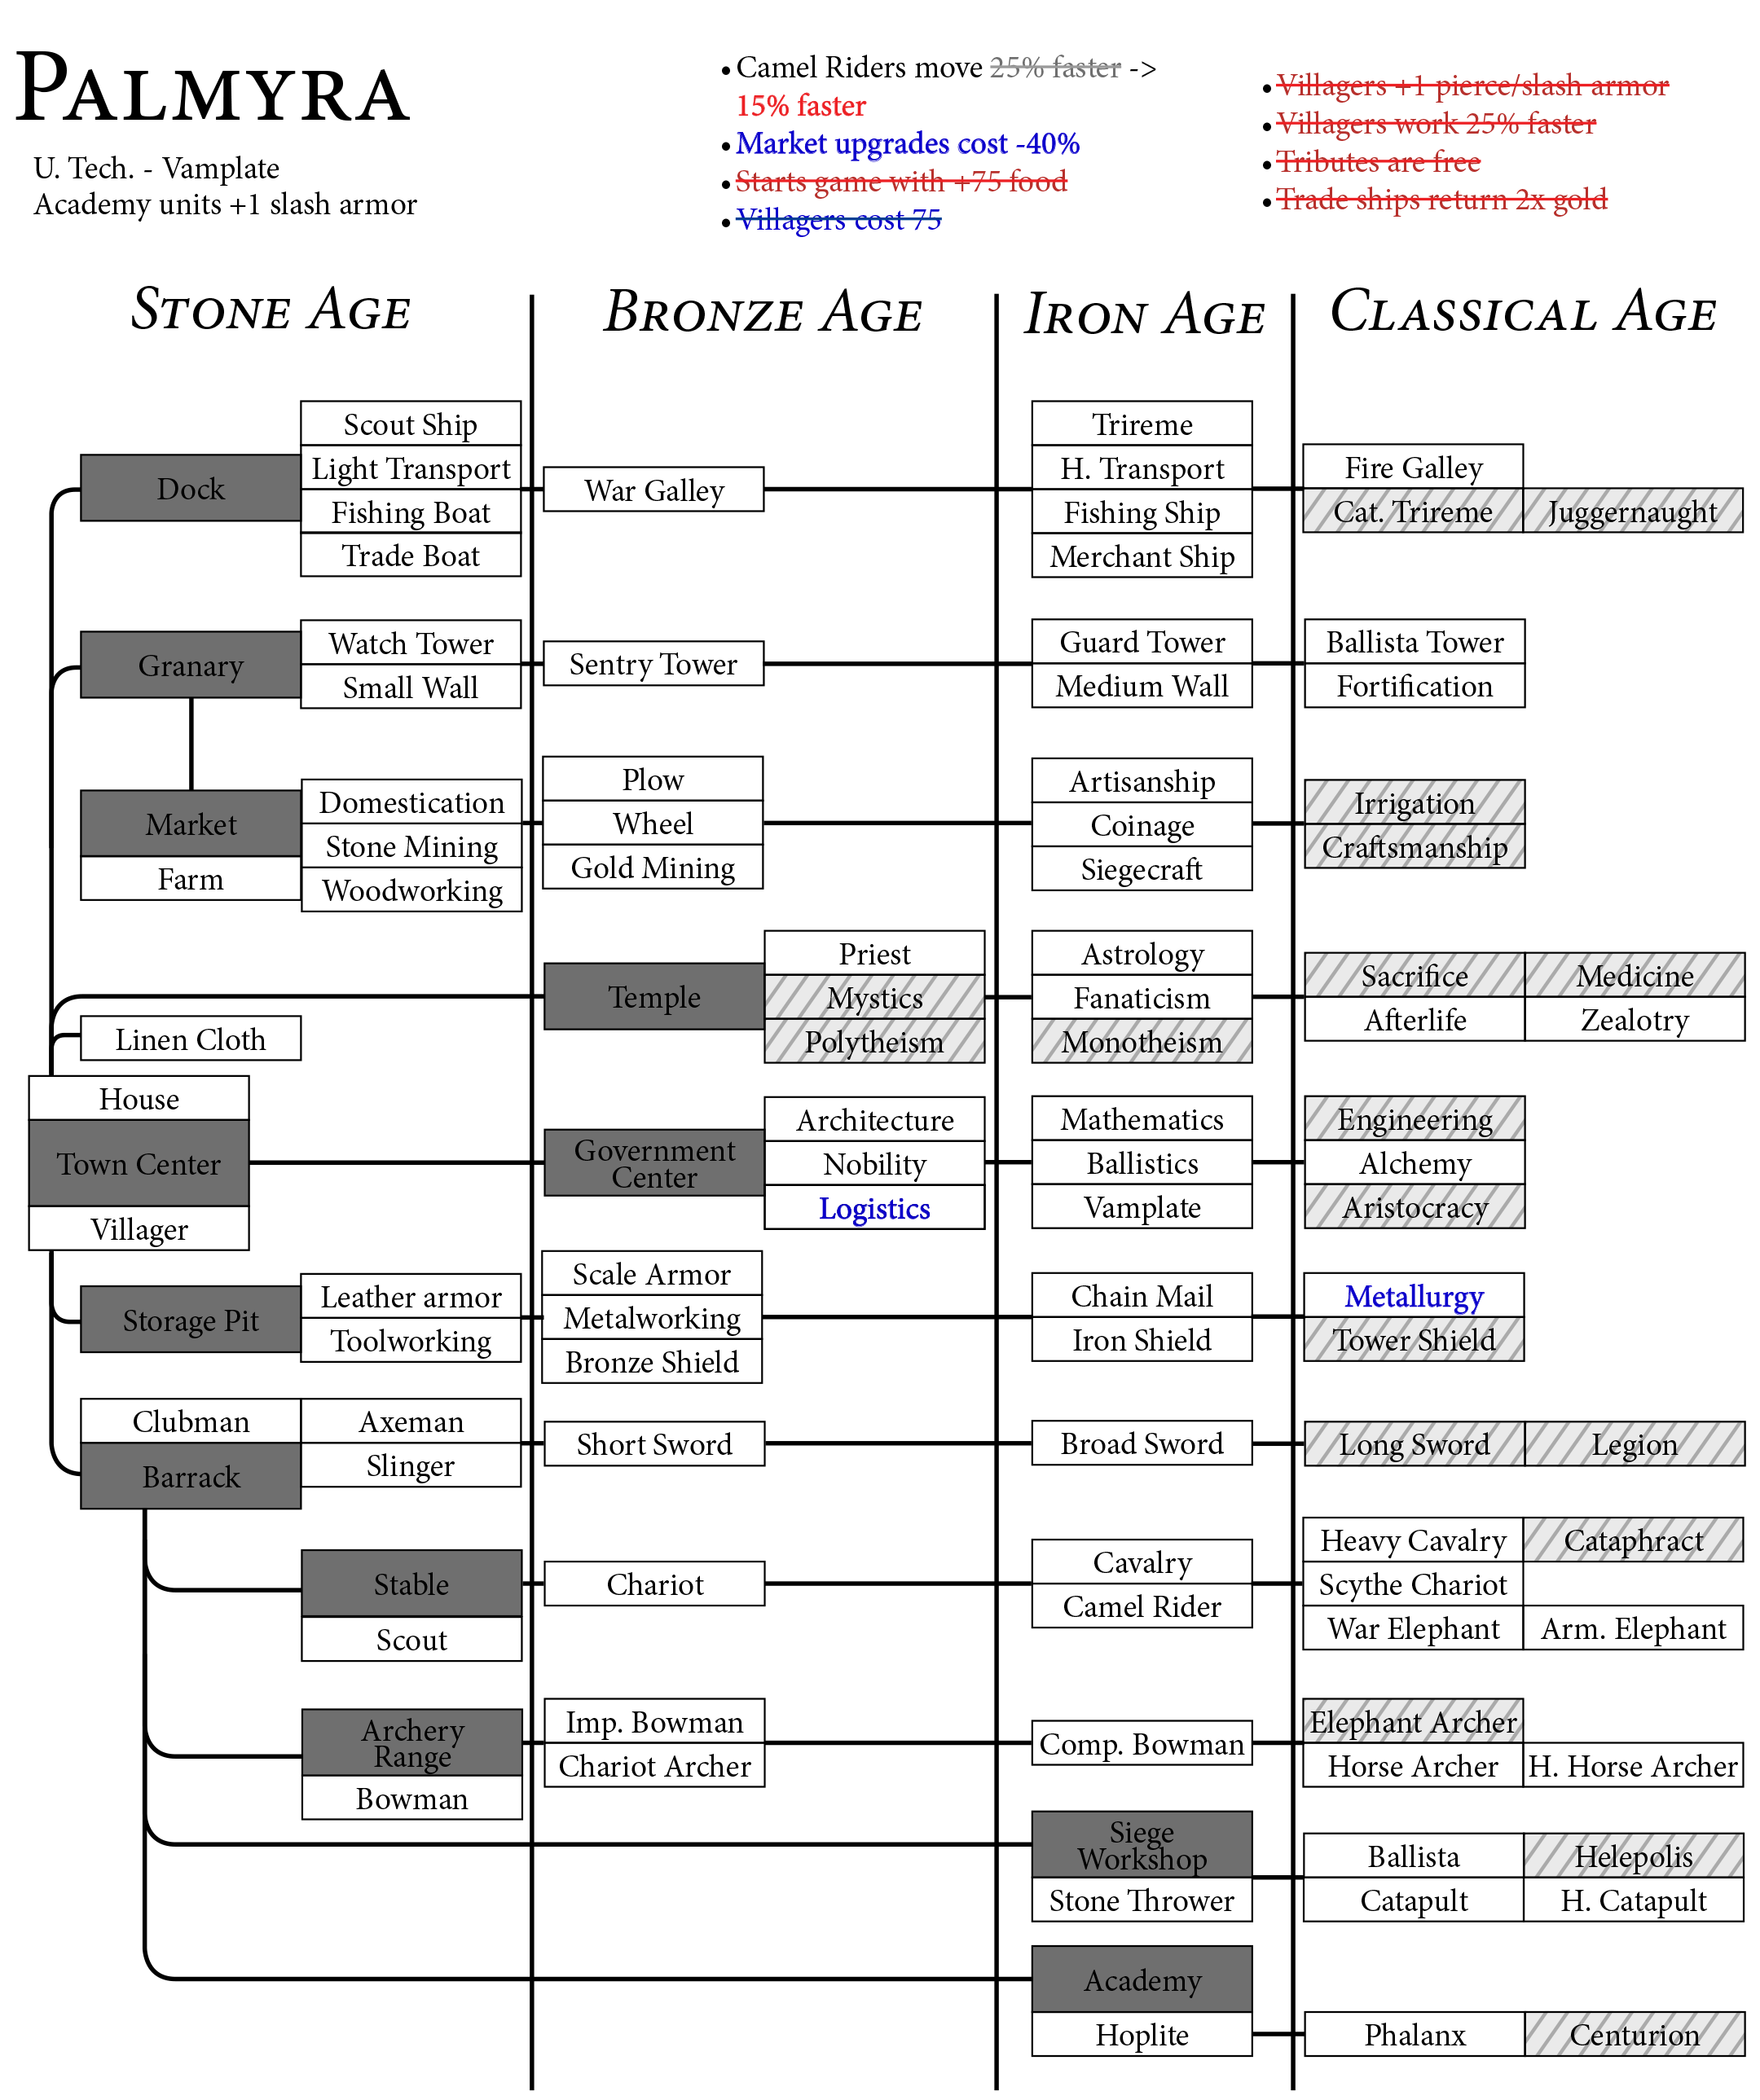 PALMYRA
U. Tech. - Vamplate
Academy units +1 slash armor
• Camel Riders move 25% faster ->
15% faster
• Market upgrades cost -40%
• Starts game with +75 food
• Villagers cost 75
• Villagers +1 pierce/slash armor
• Villagers work 25% faster
• Tributes are free
• Trade ships return 2x gold
STONE AGE
BRONZE AGE
IRON AGE
CLASSICAL AGE
Dock
Scout Ship
Light Transport
Fishing Boat
Trade Boat
War Galley
Trireme
H. Transport
Fishing Ship
Merchant Ship
Fire Galley
Cat. Trireme
Juggernaught
Granary
Watch Tower
Small Wall
Sentry Tower
Guard Tower
Medium Wall
Ballista Tower
Fortification
Market
Farm
Domestication
Stone Mining
Woodworking
Plow
Wheel
Gold Mining
Artisanship
Coinage
Siegecraft
Irrigation
Craftsmanship
Temple
Priest
Mystics
Polytheism
Astrology
Fanaticism
Monotheism
Sacrifice
Medicine
Afterlife
Zealotry
Linen Cloth
House
Town Center
Villager
Government
Center
Architecture
Nobility
Logistics
Mathematics
Ballistics
Vamplate
Engineering
Alchemy
Aristocracy
Storage Pit
Leather armor
Toolworking
Scale Armor
Metalworking
Bronze Shield
Chain Mail
Iron Shield
Metallurgy
Tower Shield
Clubman
Barrack
Axeman
Slinger
Short Sword
Broad Sword
Long Sword
Legion
Stable
Scout
Chariot
Cavalry
Camel Rider
Heavy Cavalry
Cataphract
Scythe Chariot
War Elephant
Arm. Elephant
Archery
Range
Bowman
Imp. Bowman
Chariot Archer
Comp. Bowman
Elephant Archer
Horse Archer
H. Horse Archer
Siege
Workshop
Stone Thrower
Ballista
Helepolis
Catapult
H. Catapult
Academy
Hoplite
Phalanx
Centurion